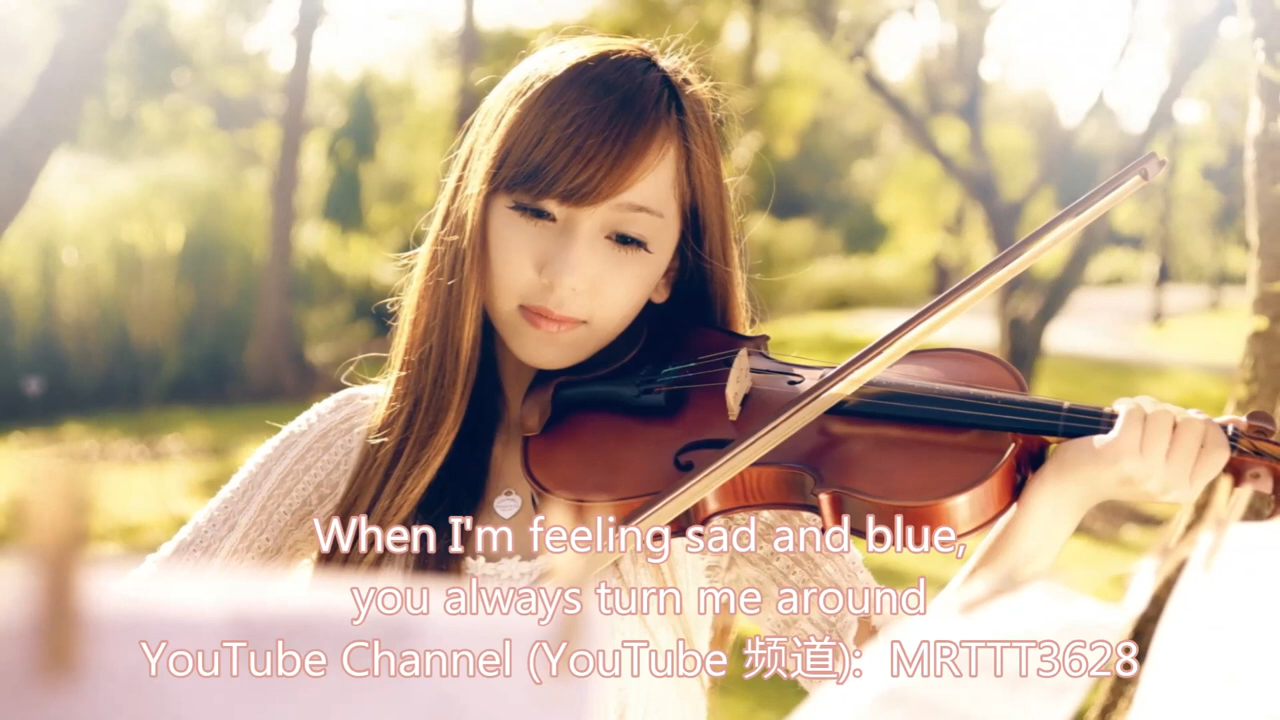 When I'm feeling sad and blue,
you always turn me around
YouTube Channel (YouTube 频道):  MRTTT3628